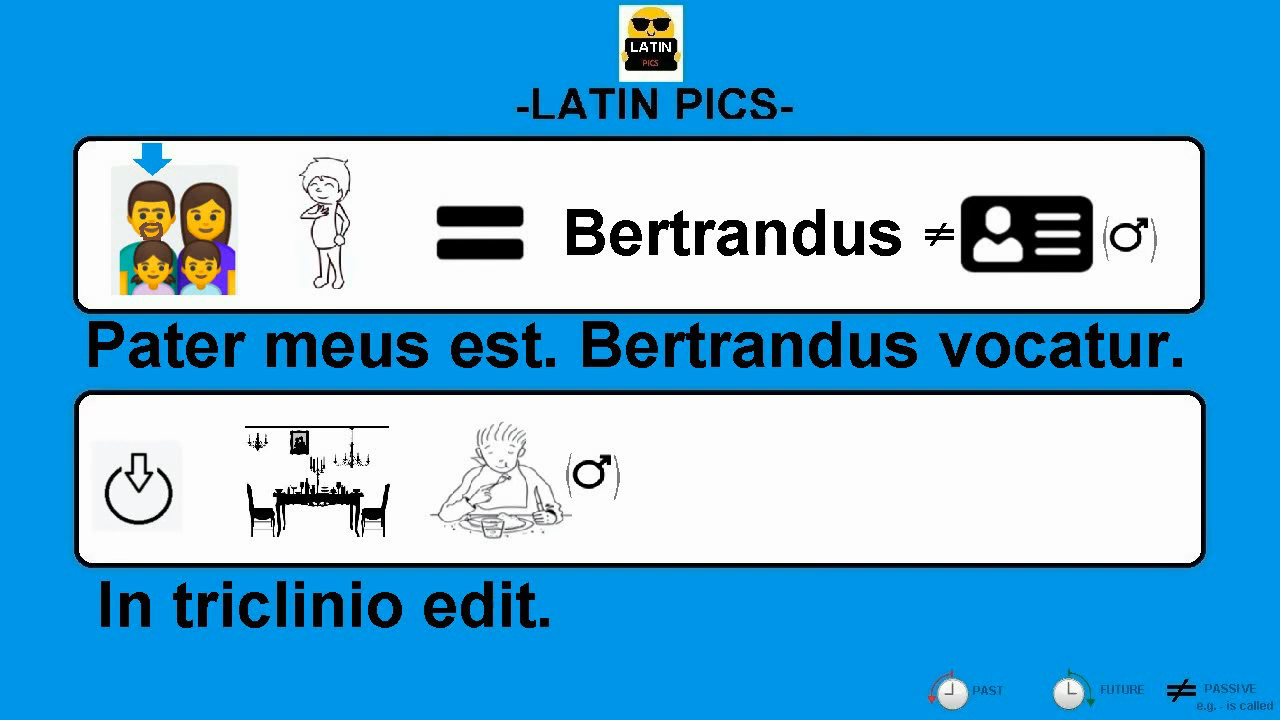 LATIN
PICS
-LATIN PICS-
Bertrandus ≠ (♂)
Pater meus est. Bertrandus vocatur.
(♂)
In triclinio edit.
PAST
FUTURE
≠ PASSIVE
e.g. - is called